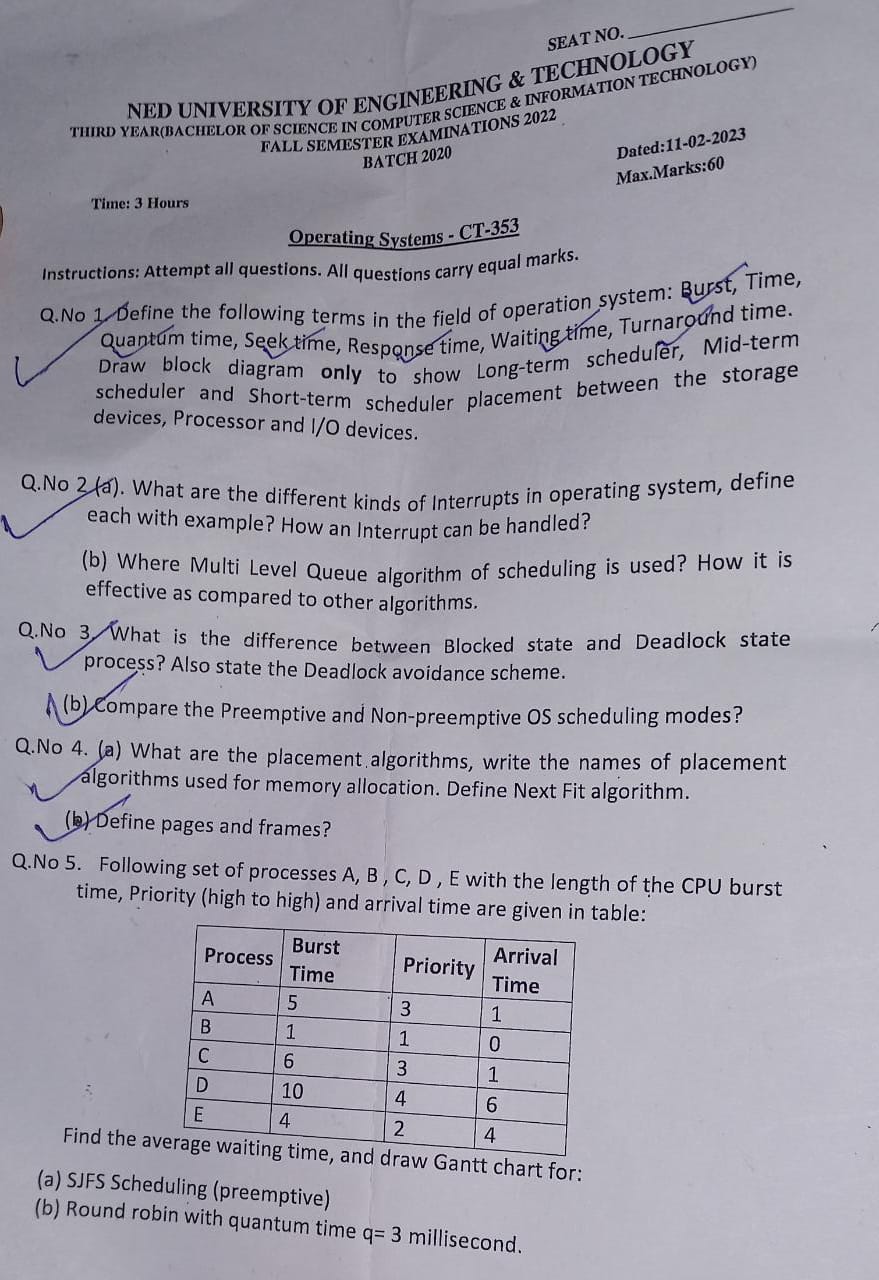 SEAT NO.
NED UNIVERSITY OF ENGINEERING & TECHNOLOGY
THIRD YEAR(BACHELOR OF SCIENCE IN COMPUTER SCIENCE & INFORMATION TECHNOLOGY)
FALL SEMESTER EXAMINATIONS 2022
BATCH 2020
Dated:11-02-2023
Max.Marks:60
Time: 3 Hours
Operating Systems - CT-353
Instructions: Attempt all questions. All questions carry equal marks.
Q.No 1. Define the following terms in the field of operation system: Burst, Time,
Quantum time, Seek time, Response time, Waiting time, Turnaround time.
Draw block diagram only to show Long-term scheduler, Mid-term
scheduler and Short-term scheduler placement between the storage
devices, Processor and I/O devices.
Q.No 2 (a). What are the different kinds of Interrupts in operating system, define
each with example? How an Interrupt can be handled?
(b) Where Multi Level Queue algorithm of scheduling is used? How it is
effective as compared to other algorithms.
Q.No 3. What is the difference between Blocked state and Deadlock state
process? Also state the Deadlock avoidance scheme.
(b) Compare the Preemptive and Non-preemptive OS scheduling modes?
Q.No 4. (a) What are the placement algorithms, write the names of placement
algorithms used for memory allocation. Define Next Fit algorithm.
(b) Define pages and frames?
Q.No 5. Following set of processes A, B , C, D , E with the length of the CPU burst
time, Priority (high to high) and arrival time are given in table:
Process Burst Time Priority Arrival Time
A 5 3 1
B 1 1 0
C 6 3 1
D 10 4 6
E 4 2 4
Find the average waiting time, and draw Gantt chart for:
(a) SJFS Scheduling (preemptive)
(b) Round robin with quantum time q= 3 millisecond.